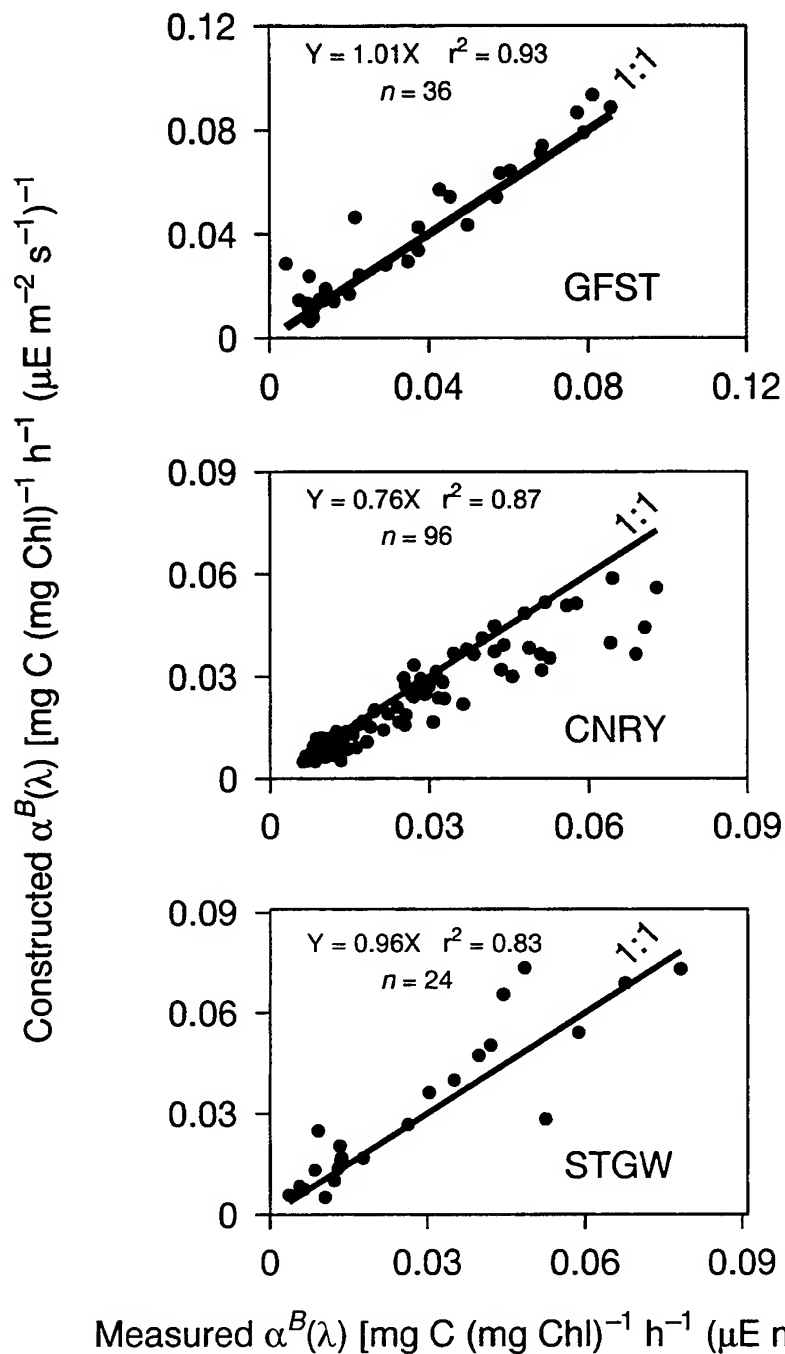 Constructed αᴮ(λ) [mg C (mg Chl)⁻¹ h⁻¹ (μE m⁻² s⁻¹)⁻¹
0.12
0.08
0.04
0
Y = 1.01X r² = 0.93
n = 36
1:1
GFST
0 0.04 0.08 0.12
0.09
0.06
0.03
0
Y = 0.76X r² = 0.87
n = 96
1:1
CNRY
0 0.03 0.06 0.09
0.09
0.06
0.03
0
Y = 0.96X r² = 0.83
n = 24
1:1
STGW
0 0.03 0.06 0.09
Measured αᴮ(λ) [mg C (mg Chl)⁻¹ h⁻¹ (μE